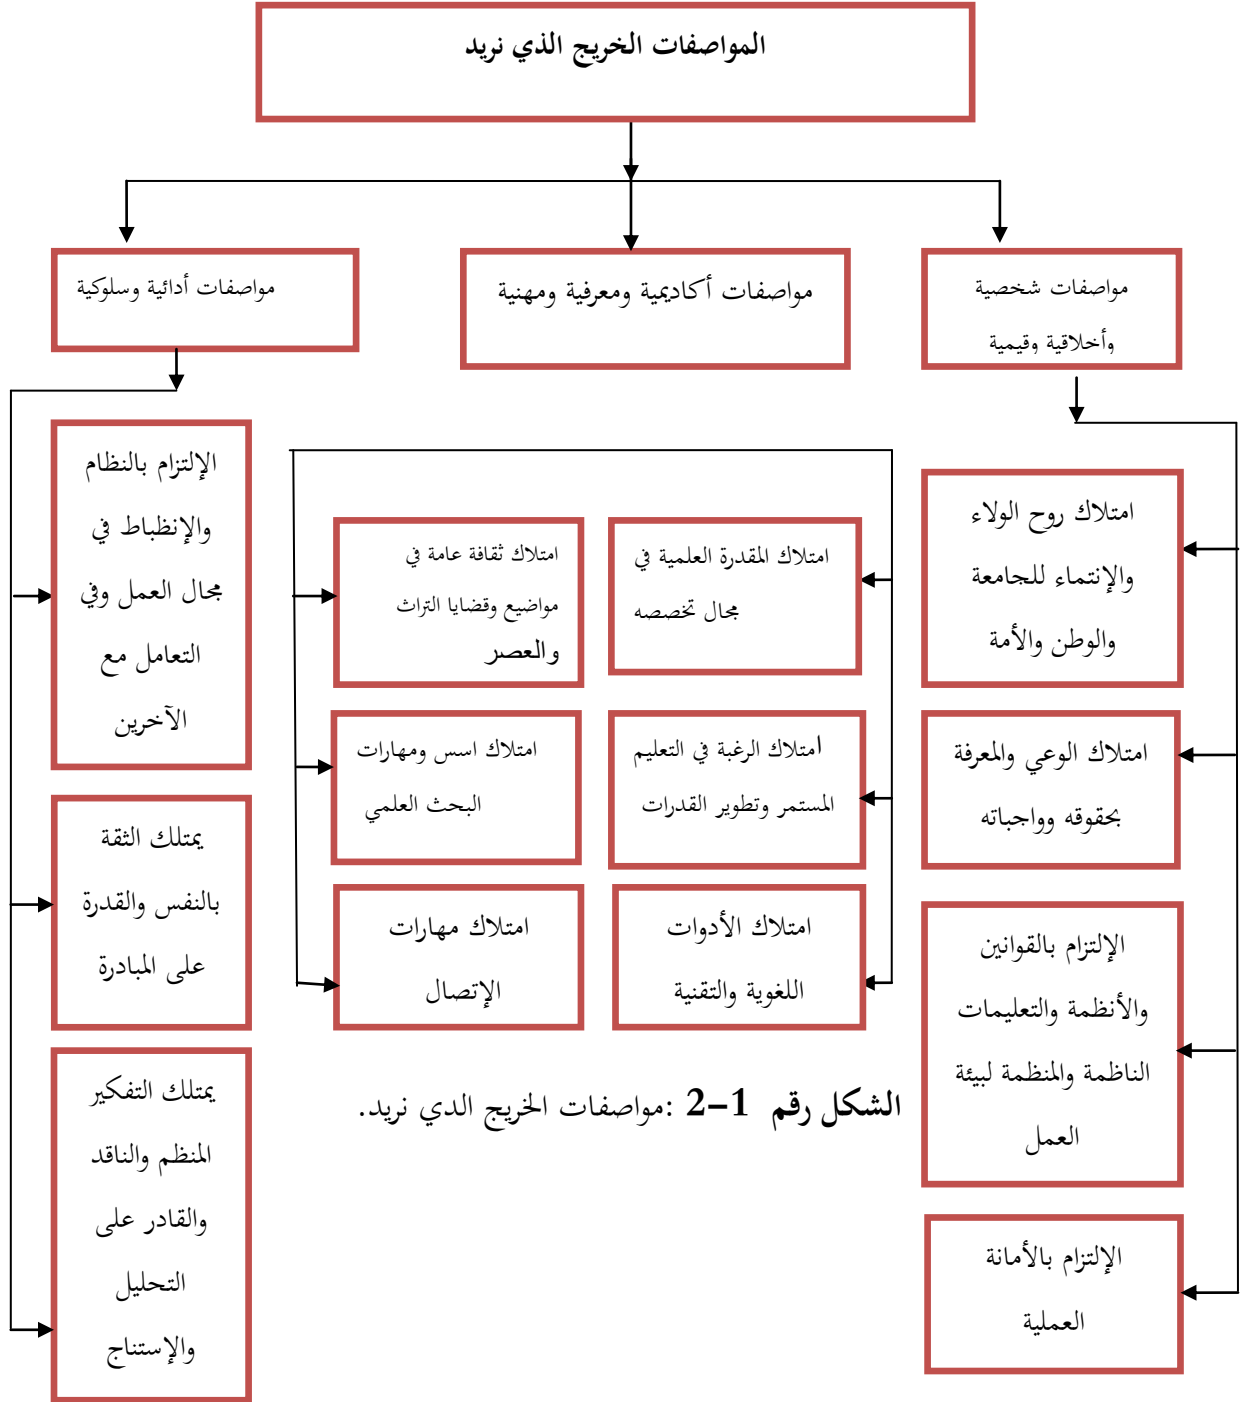 المواصفات الخريج الذي نريد
مواصفات شخصية
وأخلاقية وقيمية
مواصفات أكاديمية ومعرفية ومهنية
مواصفات أدائية وسلوكية
امتلاك روح الولاء
والإنتماء للجامعة
والوطن والأمة
امتلاك الوعي والمعرفة
بحقوقه وواجباته
الإلتزام بالقوانين
والأنظمة والتعليمات
الناظمة والمنظمة لبيئة
العمل
الإلتزام بالأمانة
العملية
امتلاك المقدرة العلمية في
مجال تخصصه
أمتلاك الرغبة في التعليم
المستمر وتطوير القدرات
امتلاك الأدوات
اللغوية والتقنية
امتلاك ثقافة عامة في
مواضيع وقضايا التراث
والعصر
امتلاك اسس ومهارات
البحث العلمي
امتلاك مهارات
الإتصال
الإلتزام بالنظام
والإنظباط في
مجال العمل وفي
التعامل مع
الآخرين
يمتلك الثقة
بالنفس والقدرة
على المبادرة
يمتلك التفكير
المنظم والناقد
والقادر على
التحليل
والإستناج
الشكل رقم 1–2 :مواصفات الخريج الدي نريد.